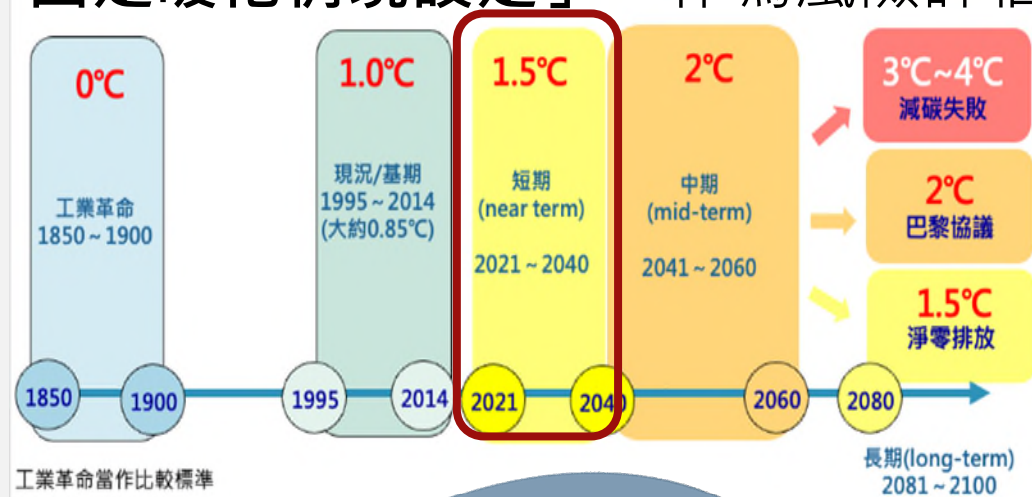 0℃
工業革命
1850~1900
1.0℃
現況/基期
1995~2014
(大約0.85℃)
1.5℃
短期
(near term)
2021~2040
2℃
中期
(mid-term)
2041~2060
3℃~4℃
減碳失敗
2℃
巴黎協議
1.5℃
淨零排放
1850
1900
1995
2014
2021
2040
2060
2080
工業革命當作比較標準
長期(long-term)
2081~2100